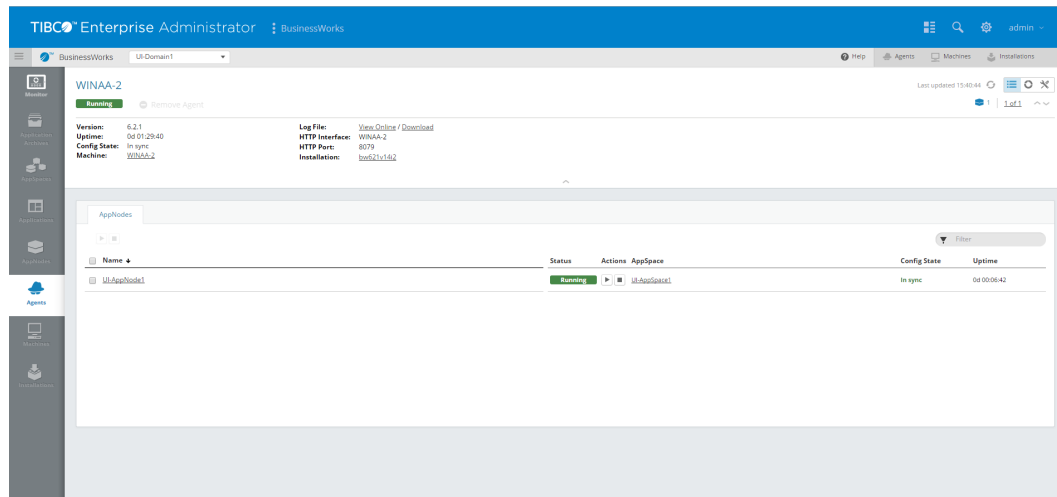 TIBCO™ Enterprise Administrator BusinessWorks admin
BusinessWorks UI-Domain1 Help Agents Machines Installations
Monitor
Application Archives
AppSpaces
Applications
AppNodes
Agents
Machines
Installations
WINAA-2 Last updated 15:40:44
Running Remove Agent 1 1 of 1
Version: 6.2.1 Log File: View Online / Download
Uptime: 0d 01:29:40 HTTP Interface: WINAA-2
Config State: In sync HTTP Port: 8079
Machine: WINAA-2 Installation: bw621v14i2
AppNodes
Filter
Name Status Actions AppSpace Config State Uptime
UI-AppNode1 Running UI-AppSpace1 In sync 0d 00:06:42